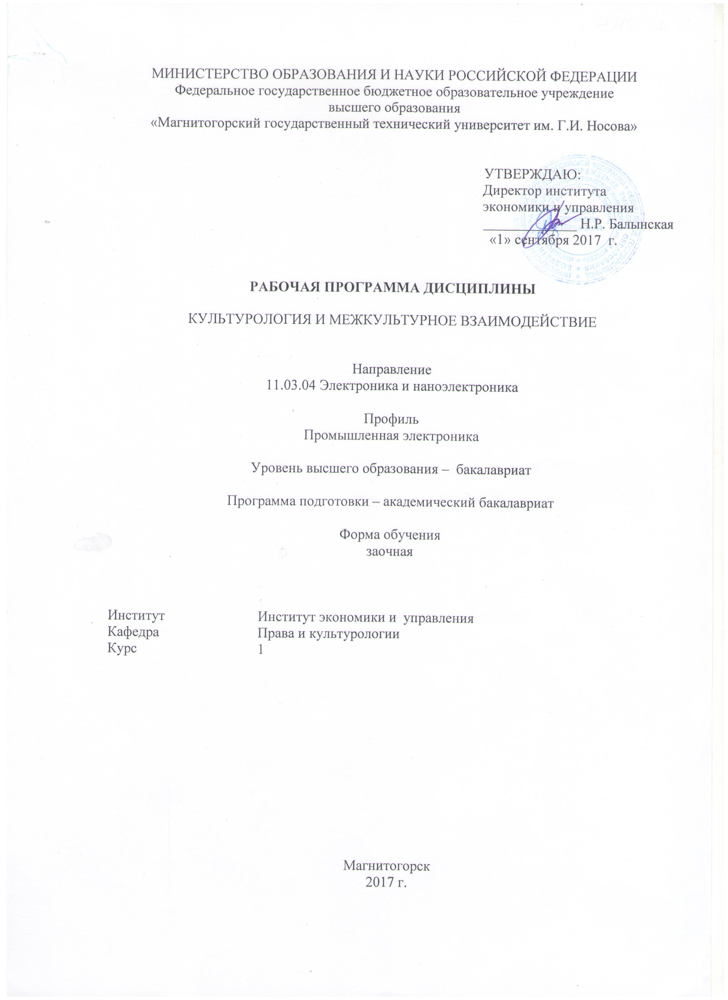 МИНИСТЕРСТВО ОБРАЗОВАНИЯ И НАУКИ РОССИЙСКОЙ ФЕДЕРАЦИИ
Федеральное государственное бюджетное образовательное учреждение
высшего образования
«Магнитогорский государственный технический университет им. Г.И. Носова»
УТВЕРЖДАЮ:
Директор института
экономики и управления
_____________ Н.Р. Балынская
«1» сентября 2017 г.
РАБОЧАЯ ПРОГРАММА ДИСЦИПЛИНЫ
КУЛЬТУРОЛОГИЯ И МЕЖКУЛЬТУРНОЕ ВЗАИМОДЕЙСТВИЕ
Направление
11.03.04 Электроника и наноэлектроника
Профиль
Промышленная электроника
Уровень высшего образования – бакалавриат
Программа подготовки – академический бакалавриат
Форма обучения
заочная
Институт Институт экономики и управления
Кафедра Права и культурологии
Курс 1
Магнитогорск
2017 г.